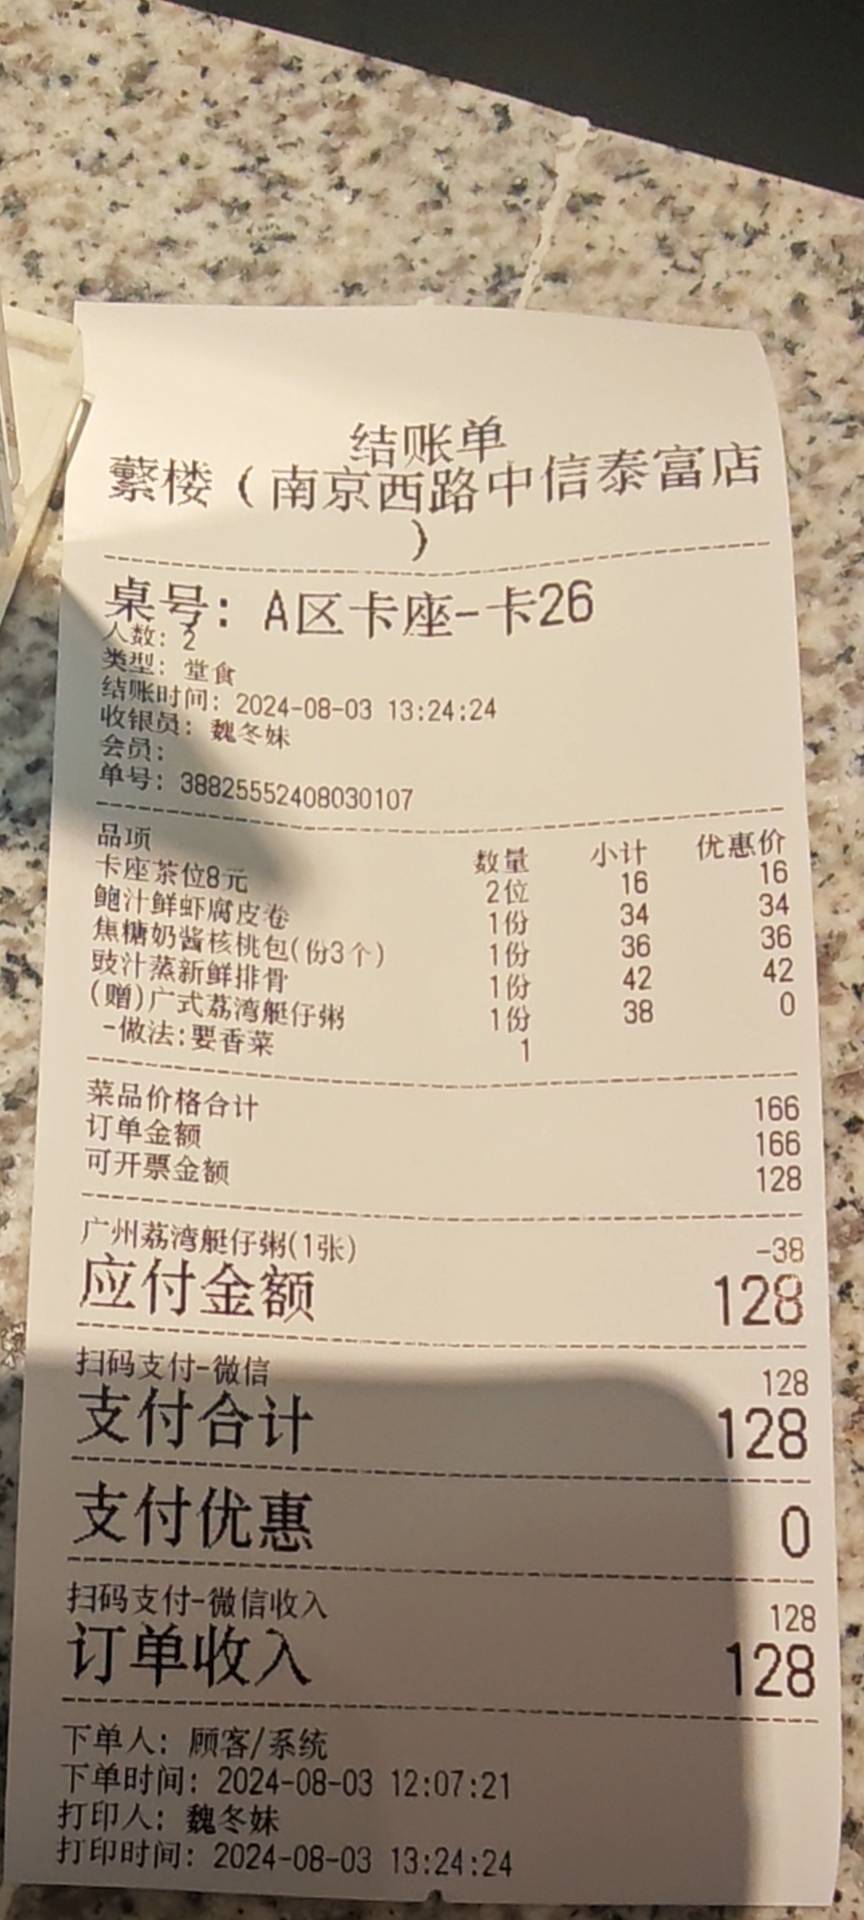 结账单
蘩楼（南京西路中信泰富店
）
桌号: A区卡座-卡26
人数: 2
类型: 堂食
结账时间: 2024-08-03 13:24:24
收银员: 魏冬妹
会员:
单号: 38825552408030107
品项 数量 小计 优惠价
卡座茶位8元 2位 16 16
鲍汁鲜虾腐皮卷 1份 34 34
焦糖奶酱核桃包(份3个) 1份 36 36
豉汁蒸新鲜排骨 1份 42 42
(赠)广式荔湾艇仔粥 1份 38 0
-做法:要香菜 1
菜品价格合计 166
订单金额 166
可开票金额 128
广州荔湾艇仔粥(1张) -38
应付金额 128
扫码支付-微信 128
支付合计 128
支付优惠 0
扫码支付-微信收入 128
订单收入 128
下单人: 顾客/系统
下单时间: 2024-08-03 12:07:21
打印人: 魏冬妹
打印时间: 2024-08-03 13:24:24